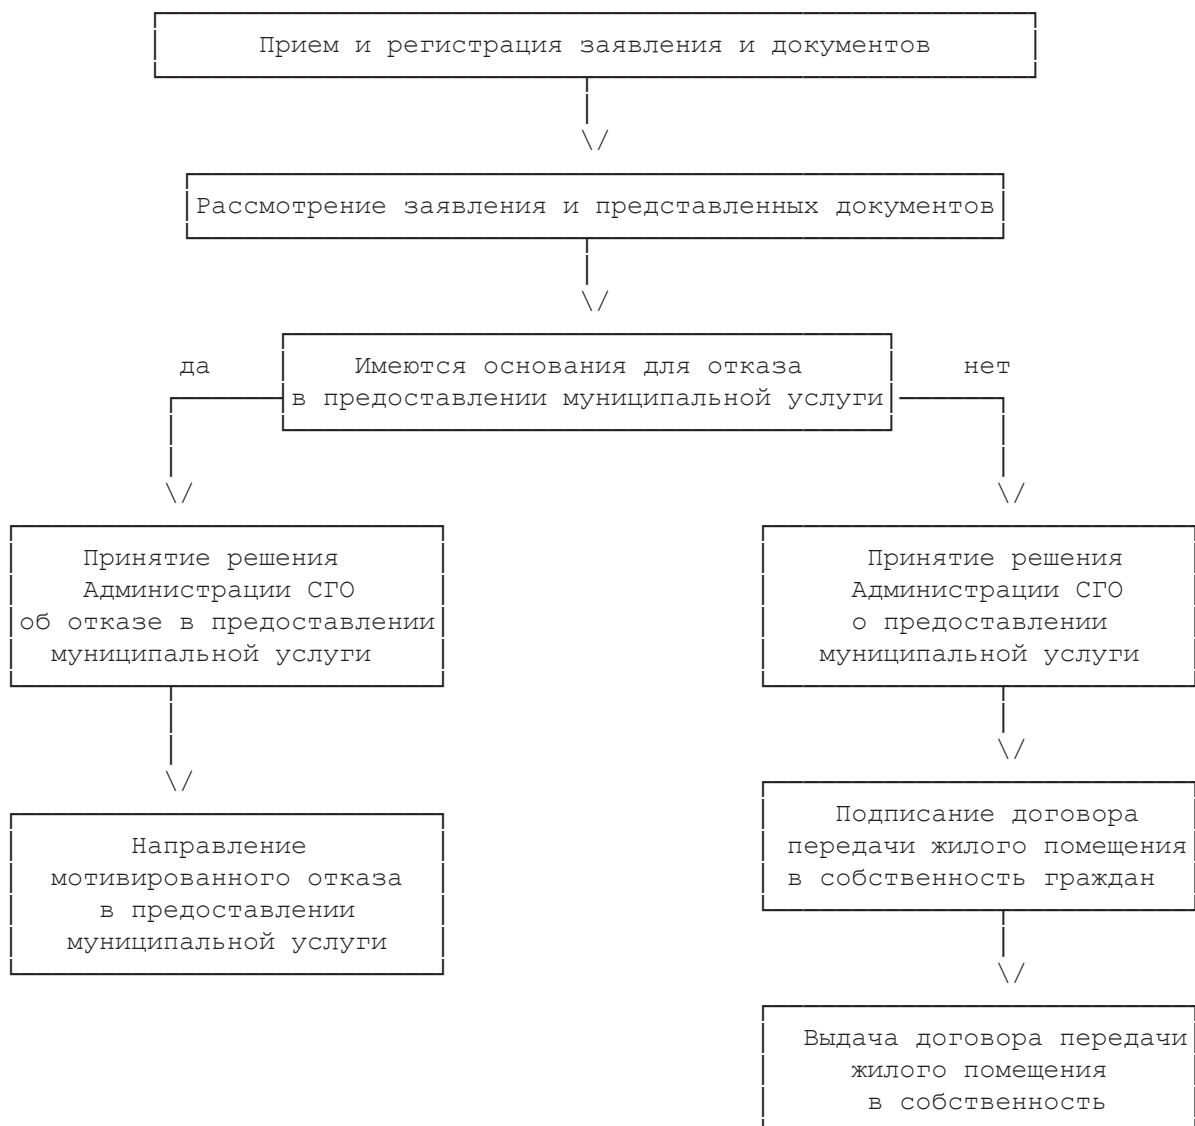 Прием и регистрация заявления и документов
Рассмотрение заявления и представленных документов
да
Имеются основания для отказа
в предоставлении муниципальной услуги
нет
Принятие решения
Администрации СГО
об отказе в предоставлении
муниципальной услуги
Направление
мотивированного отказа
в предоставлении
муниципальной услуги
Принятие решения
Администрации СГО
о предоставлении
муниципальной услуги
Подписание договора
передачи жилого помещения
в собственность граждан
Выдача договора передачи
жилого помещения
в собственность